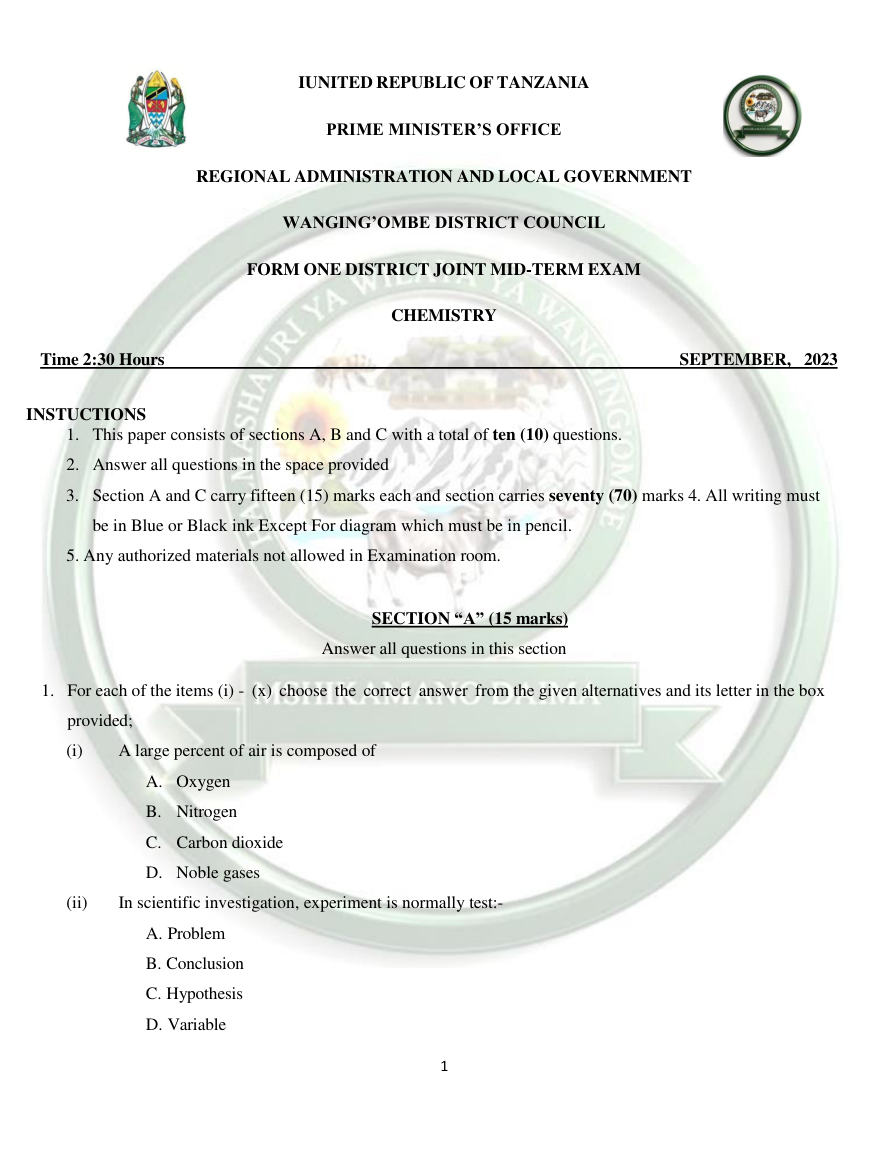 IUNITED REPUBLIC OF TANZANIA
PRIME MINISTER’S OFFICE
REGIONAL ADMINISTRATION AND LOCAL GOVERNMENT
WANGING’OMBE DISTRICT COUNCIL
FORM ONE DISTRICT JOINT MID-TERM EXAM
CHEMISTRY
Time 2:30 Hours SEPTEMBER, 2023
INSTUCTIONS
1. This paper consists of sections A, B and C with a total of ten (10) questions.
2. Answer all questions in the space provided
3. Section A and C carry fifteen (15) marks each and section carries seventy (70) marks 4. All writing must
be in Blue or Black ink Except For diagram which must be in pencil.
5. Any authorized materials not allowed in Examination room.
SECTION “A” (15 marks)
Answer all questions in this section
1. For each of the items (i) - (x) choose the correct answer from the given alternatives and its letter in the box
provided;
(i) A large percent of air is composed of
A. Oxygen
B. Nitrogen
C. Carbon dioxide
D. Noble gases
(ii) In scientific investigation, experiment is normally test:-
A. Problem
B. Conclusion
C. Hypothesis
D. Variable
1